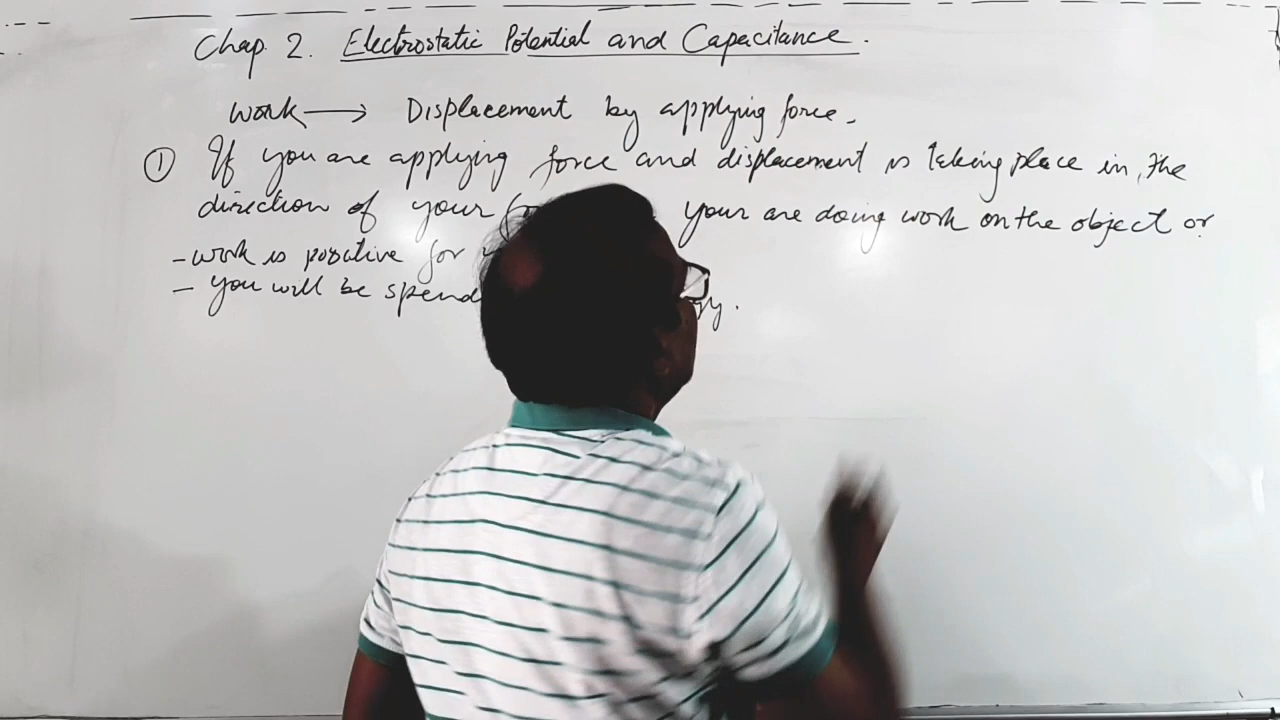 Chap. 2. Electrostatic Potential and Capacitance.
work → Displacement by applying force.
① If you are applying force and displacement is taking place in the
direction of your your are doing work on the object or
- work is positive for
- you will be